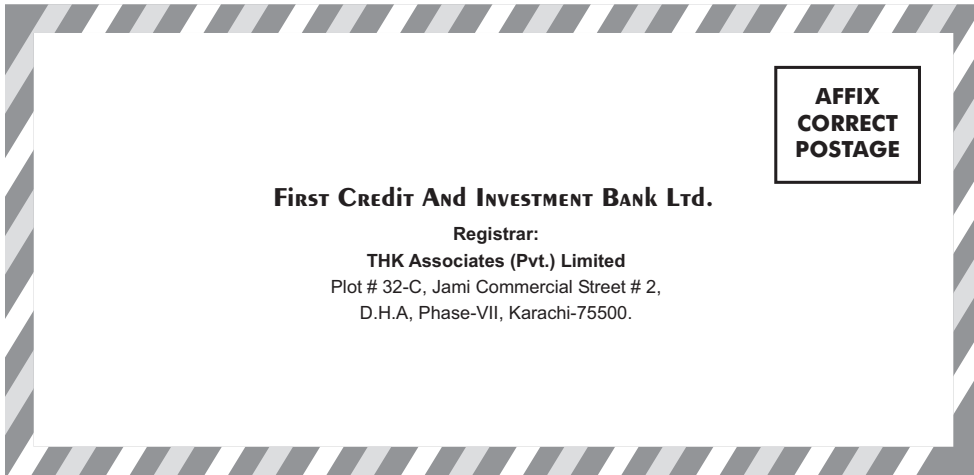 AFFIX
CORRECT
POSTAGE
First Credit And Investment Bank Ltd.
Registrar:
THK Associates (Pvt.) Limited
Plot # 32-C, Jami Commercial Street # 2,
D.H.A, Phase-VII, Karachi-75500.